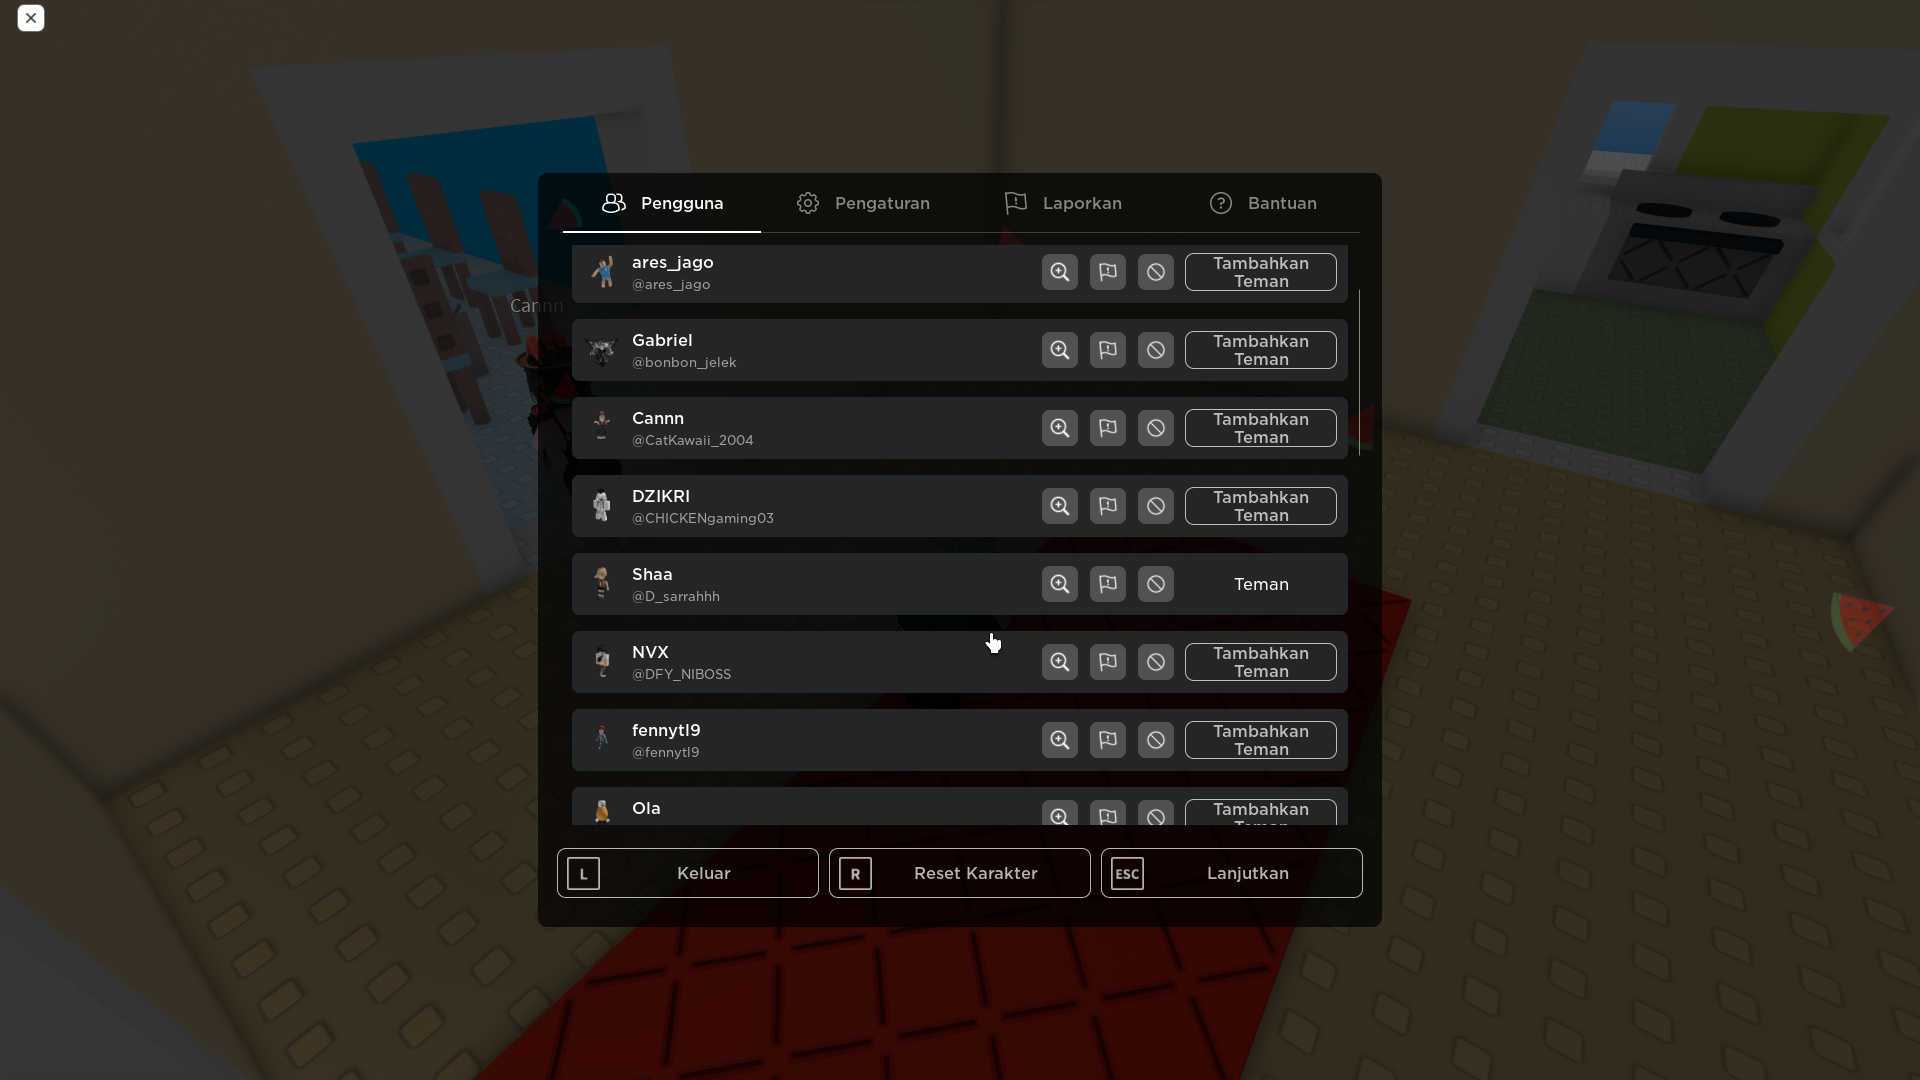 Pengguna
Pengaturan
Laporkan
Bantuan
ares_jago
@ares_jago
Tambahkan
Teman
Cannn
Gabriel
@bonbon_jelek
Tambahkan
Teman
Cannn
@CatKawaii_2004
Tambahkan
Teman
DZIKRI
@CHICKENgaming03
Tambahkan
Teman
Shaa
@D_sarrahhh
Teman
NVX
@DFY_NIBOSS
Tambahkan
Teman
fennytl9
@fennytl9
Tambahkan
Teman
Ola
Tambahkan
Teman
L
Keluar
R
Reset Karakter
ESC
Lanjutkan